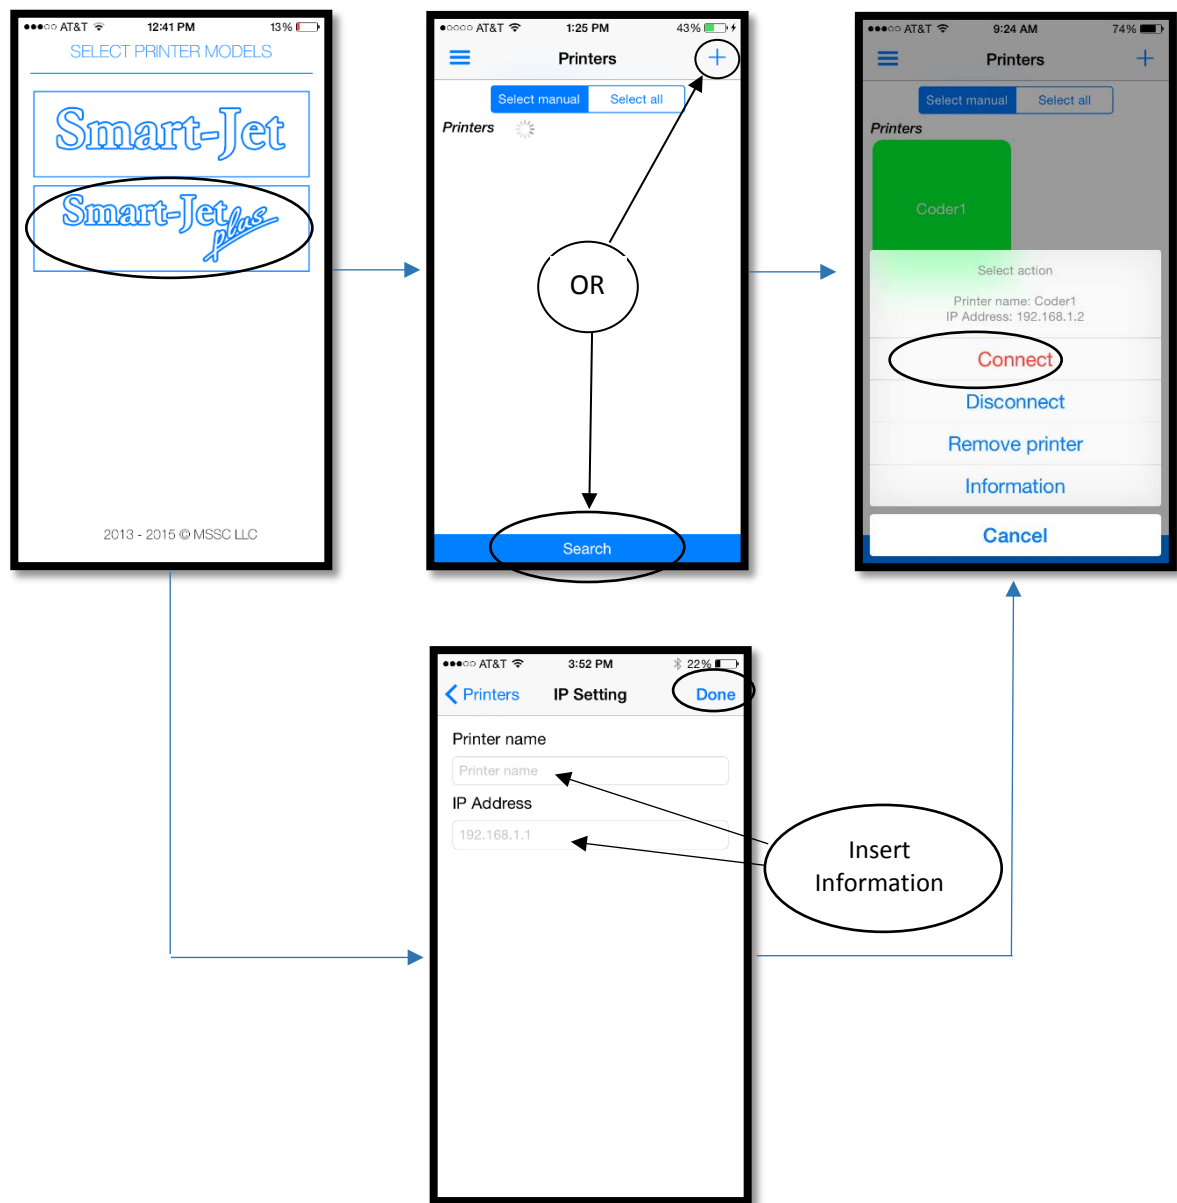 AT&T 12:41 PM 13%
SELECT PRINTER MODELS
Smart-Jet
Smart-Jet plus
2013 - 2015 © MSSC LLC
AT&T 1:25 PM 43%
Printers +
Select manual Select all
Printers
OR
Search
AT&T 9:24 AM 74%
Printers +
Select manual Select all
Printers
Coder1
Select action
Printer name: Coder1
IP Address: 192.168.1.2
Connect
Disconnect
Remove printer
Information
Cancel
AT&T 3:52 PM 22%
Printers IP Setting Done
Printer name
Printer name
IP Address
192.168.1.1
Insert
Information